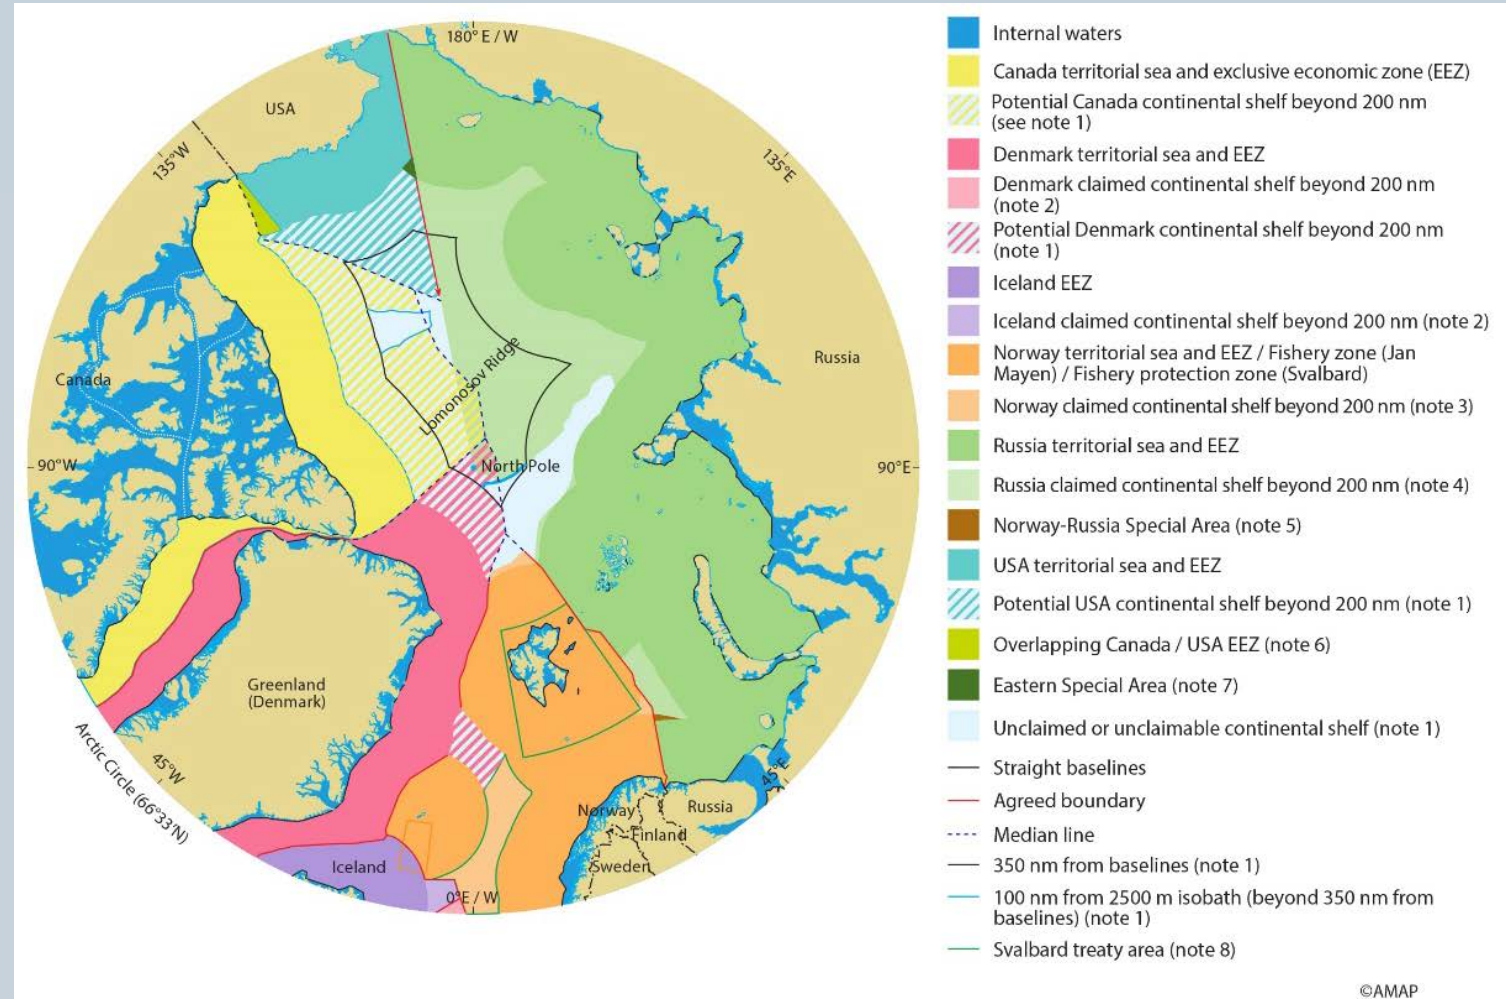 180° E / W
USA
135°W
135°E
Canada
Russia
Lomonosov Ridge
90°W
North Pole
90°E
Greenland
(Denmark)
Arctic Circle (66°33'N)
45°W
45°E
Norway
Russia
Finland
Sweden
Iceland
0°E / W
Internal waters
Canada territorial sea and exclusive economic zone (EEZ)
Potential Canada continental shelf beyond 200 nm
(see note 1)
Denmark territorial sea and EEZ
Denmark claimed continental shelf beyond 200 nm
(note 2)
Potential Denmark continental shelf beyond 200 nm
(note 1)
Iceland EEZ
Iceland claimed continental shelf beyond 200 nm (note 2)
Norway territorial sea and EEZ / Fishery zone (Jan
Mayen) / Fishery protection zone (Svalbard)
Norway claimed continental shelf beyond 200 nm (note 3)
Russia territorial sea and EEZ
Russia claimed continental shelf beyond 200 nm (note 4)
Norway-Russia Special Area (note 5)
USA territorial sea and EEZ
Potential USA continental shelf beyond 200 nm (note 1)
Overlapping Canada / USA EEZ (note 6)
Eastern Special Area (note 7)
Unclaimed or unclaimable continental shelf (note 1)
Straight baselines
Agreed boundary
Median line
350 nm from baselines (note 1)
100 nm from 2500 m isobath (beyond 350 nm from
baselines) (note 1)
Svalbard treaty area (note 8)
©AMAP